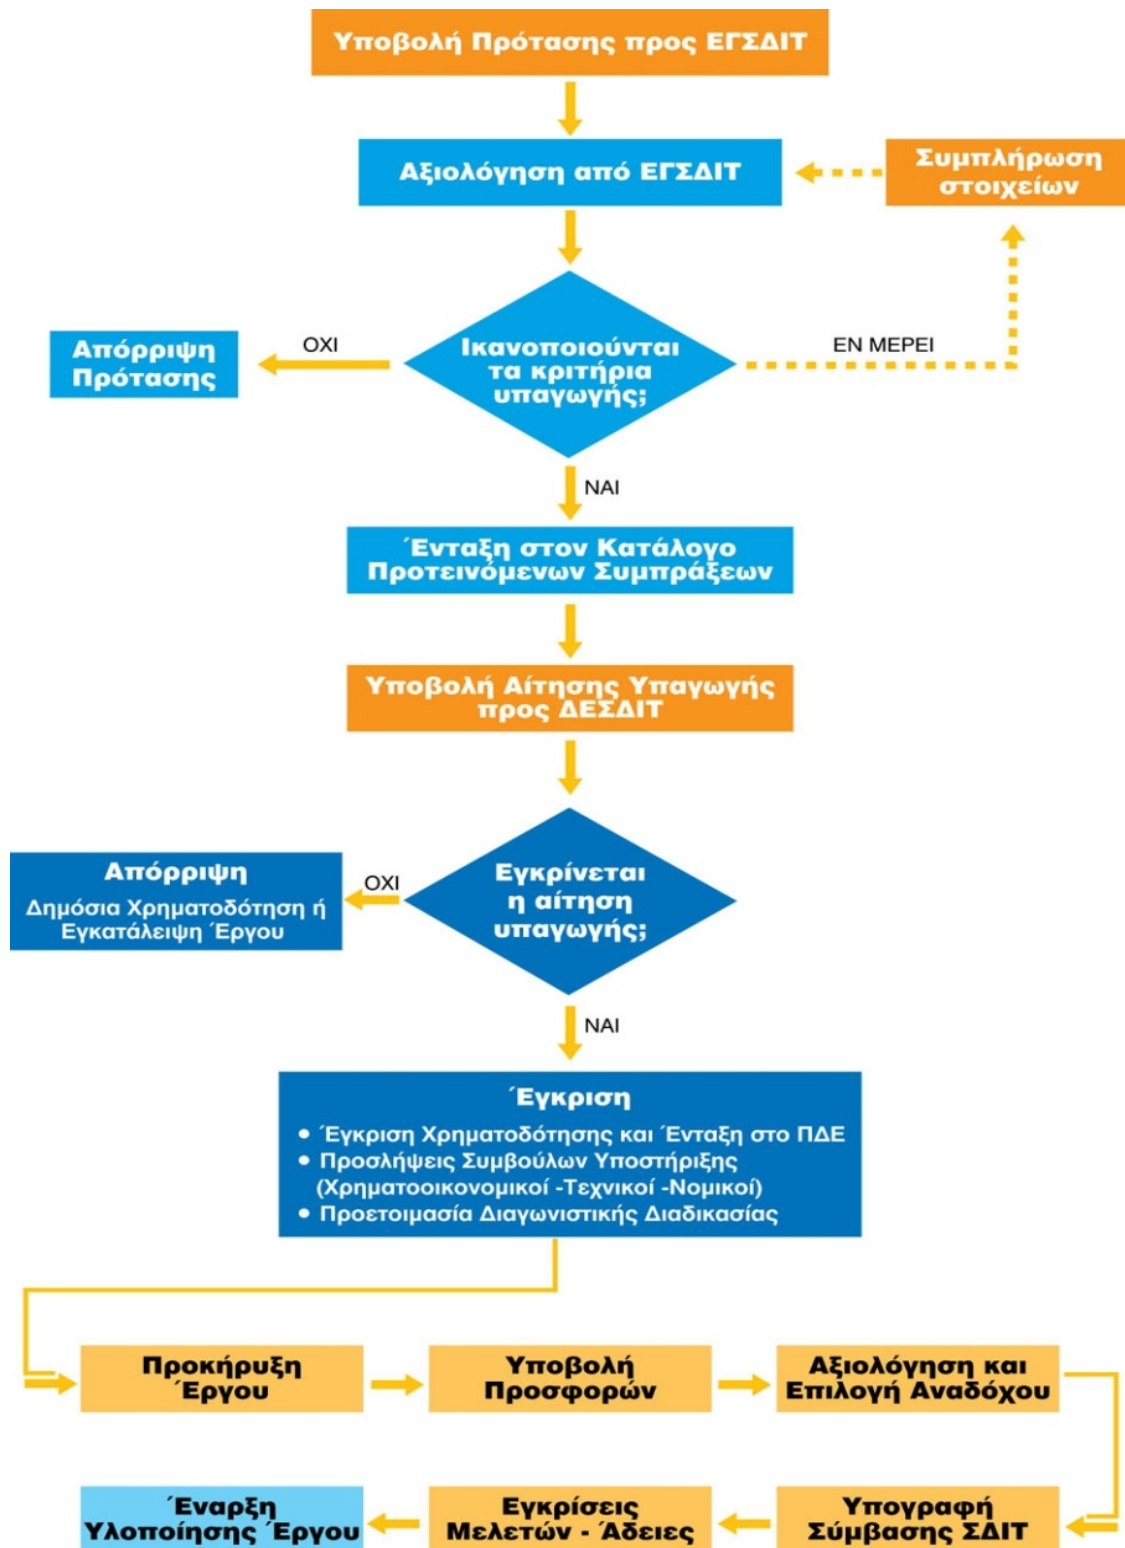 Υποβολή Πρότασης προς ΕΓΣΔΙΤ
Αξιολόγηση από ΕΓΣΔΙΤ
Συμπλήρωση
στοιχείων
Ικανοποιούνται
τα κριτήρια
υπαγωγής;
ΟΧΙ
Απόρριψη
Πρότασης
ΕΝ ΜΕΡΕΙ
ΝΑΙ
Ένταξη στον Κατάλογο
Προτεινόμενων Συμπράξεων
Υποβολή Αίτησης Υπαγωγής
προς ΔΕΣΔΙΤ
Εγκρίνεται
η αίτηση
υπαγωγής;
ΟΧΙ
Απόρριψη
Δημόσια Χρηματοδότηση ή
Εγκατάλειψη Έργου
ΝΑΙ
Έγκριση
• Έγκριση Χρηματοδότησης και Ένταξη στο ΠΔΕ
• Προσλήψεις Συμβούλων Υποστήριξης
(Χρηματοοικονομικοί -Τεχνικοί -Νομικοί)
• Προετοιμασία Διαγωνιστικής Διαδικασίας
Προκήρυξη
Έργου
Υποβολή
Προσφορών
Αξιολόγηση και
Επιλογή Αναδόχου
Υπογραφή
Σύμβασης ΣΔΙΤ
Εγκρίσεις
Μελετών - Άδειες
Έναρξη
Υλοποίησης Έργου